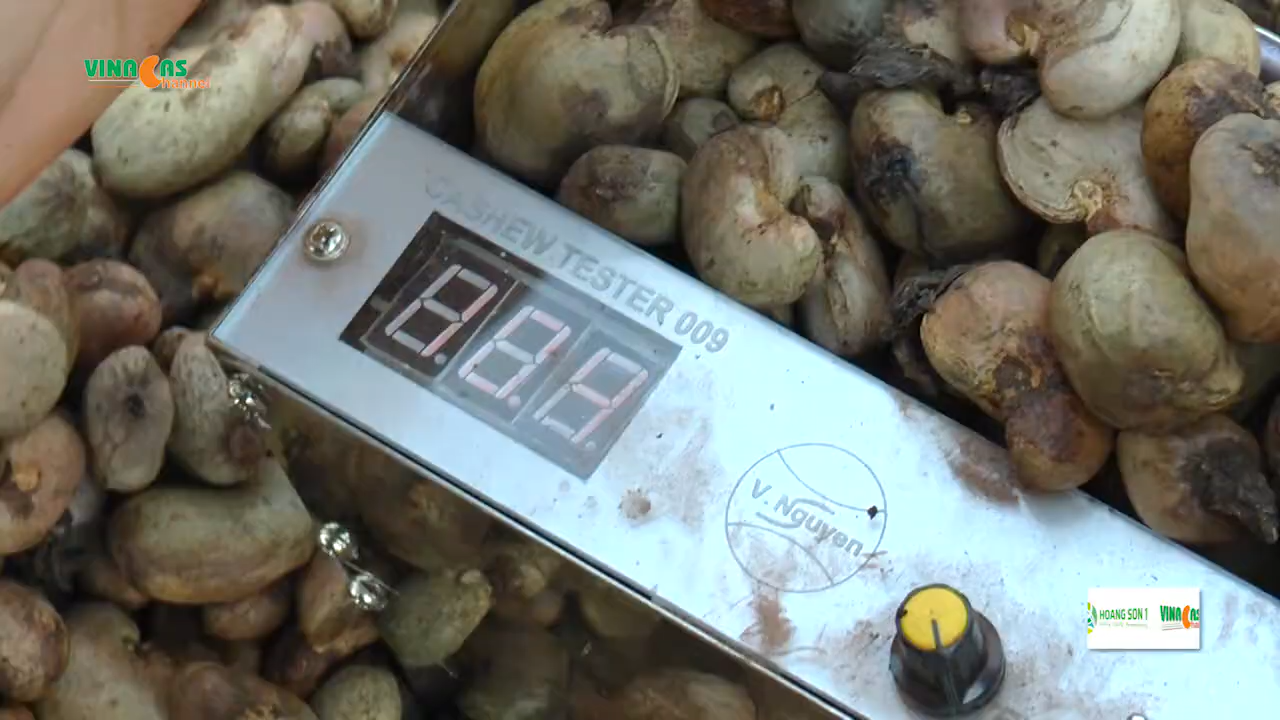 VINACAS
Channel
CASHEW TESTER 009
V. Nguyen
HOANG SON 1
VINACAS